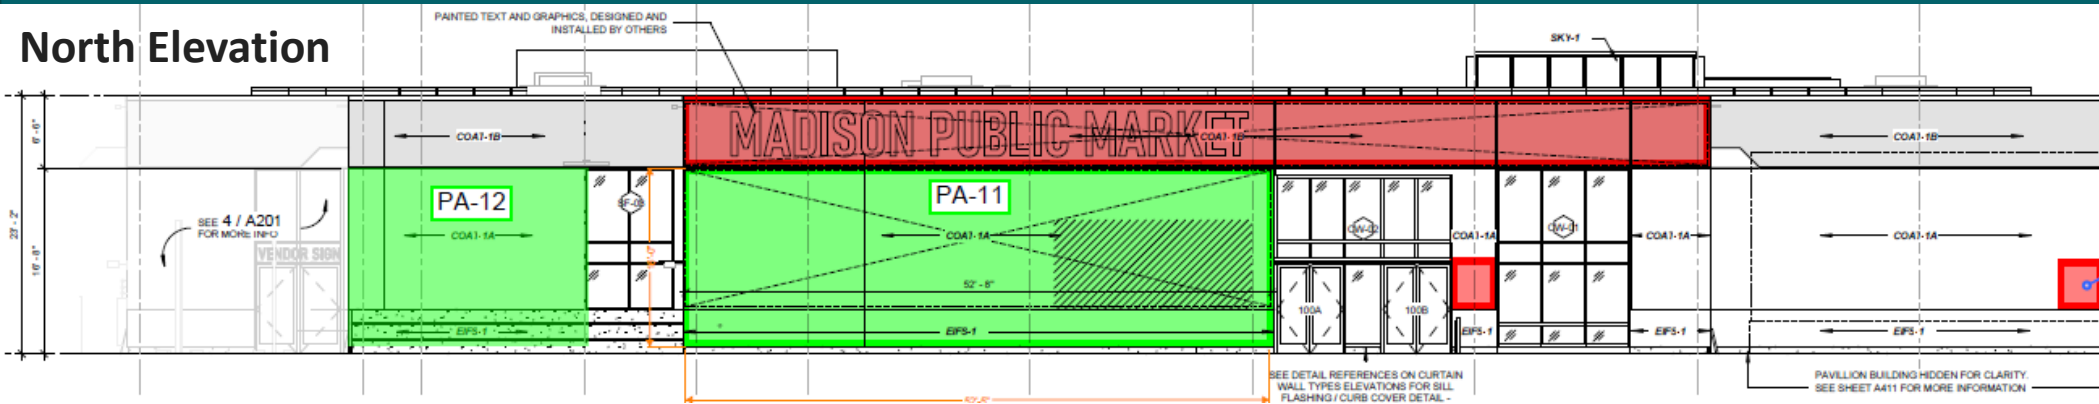 North Elevation
PAINTED TEXT AND GRAPHICS, DESIGNED AND
INSTALLED BY OTHERS
SKY-1
6' - 6"
COAT-1B
MADISON PUBLIC MARKET
COAT-1B
COAT-1B
23' - 2"
16' - 8"
SEE 4 / A201
FOR MORE INFO
VENDOR SIGN
PA-12
COAT-1A
SF-03
PA-11
COAT-1A
CW-02
COAT-1A
CW-01
COAT-1A
COAT-1A
52' - 8"
100A
100B
EIFS-1
EIFS-1
EIFS-1
EIFS-1
EIFS-1
SEE DETAIL REFERENCES ON CURTAIN
WALL TYPES ELEVATIONS FOR SILL
FLASHING / CURB COVER DETAIL -
PAVILLION BUILDING HIDDEN FOR CLARITY.
SEE SHEET A411 FOR MORE INFORMATION